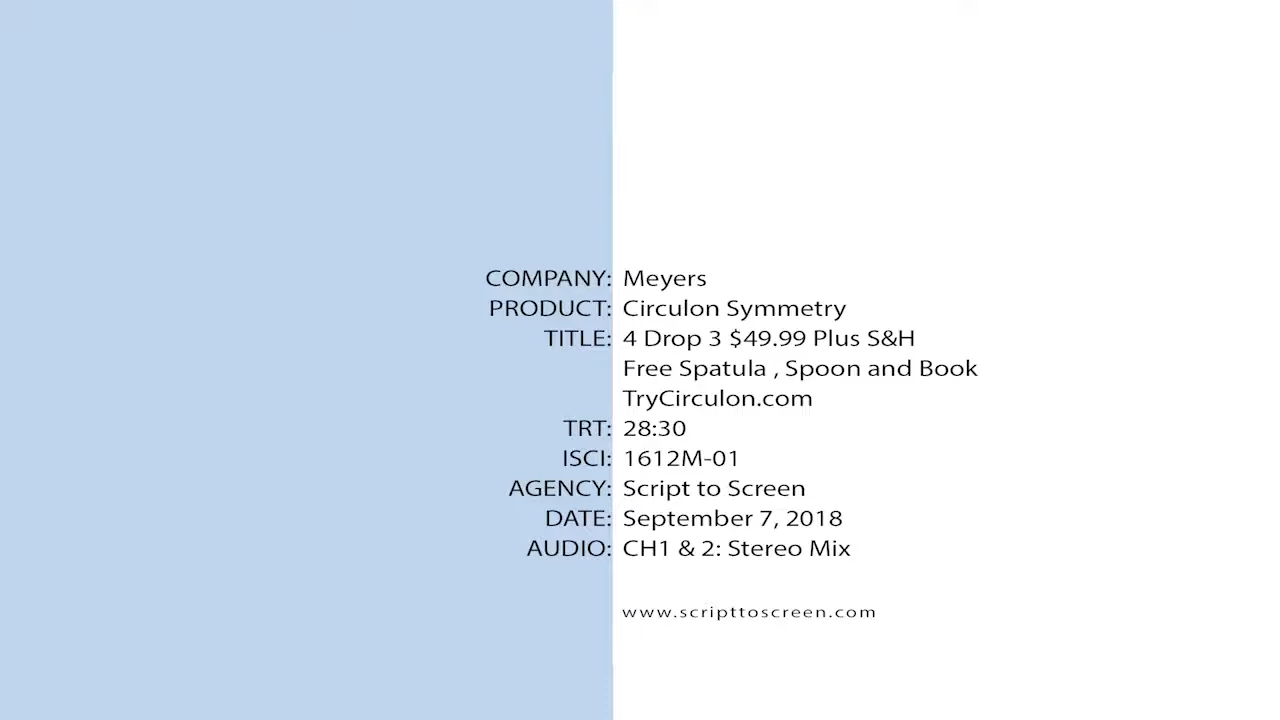 COMPANY: Meyers
PRODUCT: Circulon Symmetry
TITLE: 4 Drop 3 $49.99 Plus S&H
Free Spatula , Spoon and Book
TryCirculon.com
TRT: 28:30
ISCI: 1612M-01
AGENCY: Script to Screen
DATE: September 7, 2018
AUDIO: CH1 & 2: Stereo Mix
www.scripttoscreen.com